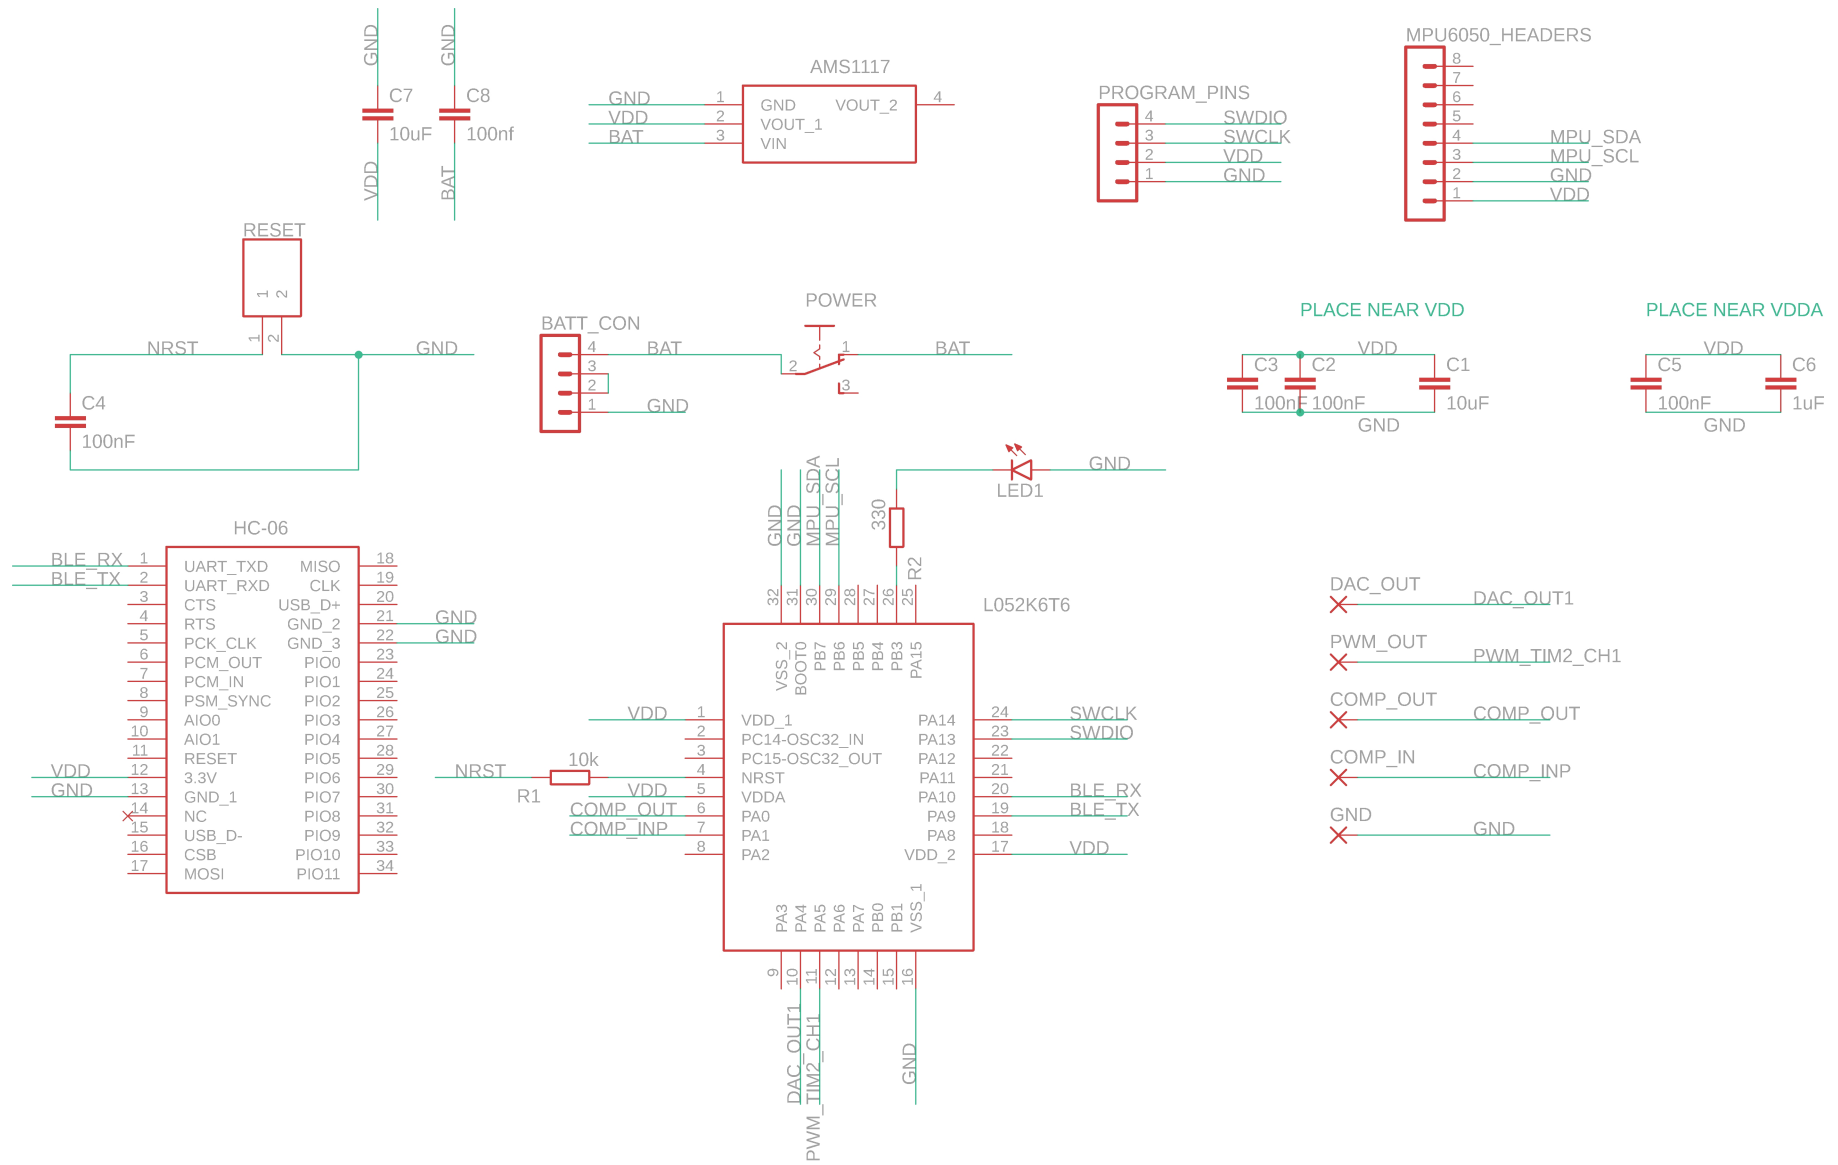 GND
GND
C7
10uF
VDD
C8
100nf
BAT
AMS1117
GND 1 GND VOUT_2 4
VDD 2 VOUT_1
BAT 3 VIN
PROGRAM_PINS
4 SWDIO
3 SWCLK
2 VDD
1 GND
MPU6050_HEADERS
8
7
6
5
4 MPU_SDA
3 MPU_SCL
2 GND
1 VDD
RESET
1 2
1 2
NRST
GND
C4
100nF
BATT_CON
4 BAT
3
2
1 GND
POWER
2
1 BAT
3
PLACE NEAR VDD
VDD
C3 C2 C1
100nF 100nF 10uF
GND
PLACE NEAR VDDA
VDD
C5 C6
100nF 1uF
GND
LED1
GND
330
R2
HC-06
BLE_RX 1 UART_TXD MISO 18
BLE_TX 2 UART_RXD CLK 19
3 CTS USB_D+ 20
4 RTS GND_2 21 GND
5 PCK_CLK GND_3 22 GND
6 PCM_OUT PIO0 23
7 PCM_IN PIO1 24
8 PSM_SYNC PIO2 25
9 AIO0 PIO3 26
10 AIO1 PIO4 27
11 RESET PIO5 28
VDD 12 3.3V PIO6 29
GND 13 GND_1 PIO7 30
14 NC PIO8 31
15 USB_D- PIO9 32
16 CSB PIO10 33
17 MOSI PIO11 34
L052K6T6
GND 32 VSS_2
GND 31 BOOT0
MPU_SDA 30 PB7
MPU_SCL 29 PB6
28 PB5
27 PB4
26 PB3
25 PA15
VDD 1 VDD_1
2 PC14-OSC32_IN
3 PC15-OSC32_OUT
NRST
10k
R1
4 NRST
VDD 5 VDDA
COMP_OUT 6 PA0
COMP_INP 7 PA1
8 PA2
PA14 24 SWCLK
PA13 23 SWDIO
PA12 22
PA11 21
PA10 20 BLE_RX
PA9 19 BLE_TX
PA8 18
VDD_2 17 VDD
PA3 9
PA4 10 DAC_OUT1
PA5 11 PWM_TIM2_CH1
PA6 12
PA7 13
PB0 14
PB1 15
VSS_1 16 GND
DAC_OUT
DAC_OUT1
PWM_OUT
PWM_TIM2_CH1
COMP_OUT
COMP_OUT
COMP_IN
COMP_INP
GND
GND